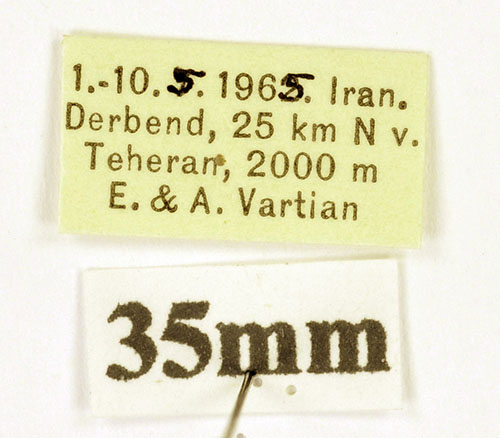 1.-10. 5. 1965. Iran.
Derbend, 25 km N v.
Teheran, 2000 m
E. & A. Vartian
35mm